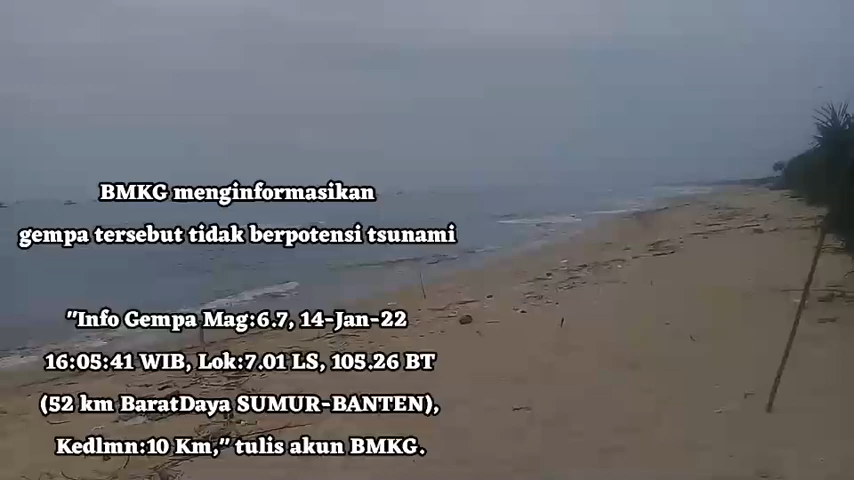 BMKG menginformasikan
gempa tersebut tidak berpotensi tsunami
"Info Gempa Mag:6.7, 14-Jan-22
16:05:41 WIB, Lok:7.01 LS, 105.26 BT
(52 km BaratDaya SUMUR-BANTEN),
Kedlmn:10 Km," tulis akun BMKG.